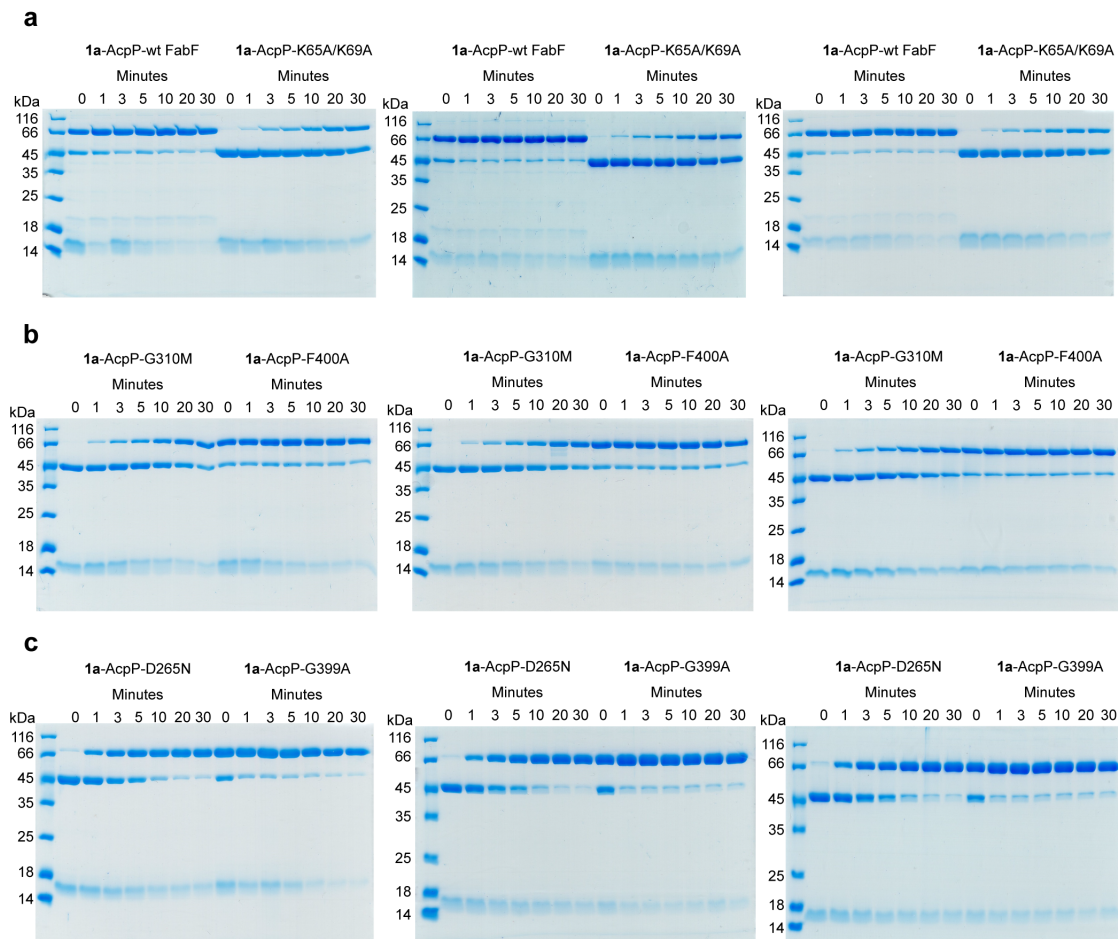 a
1a-AcpP-wt FabF 1a-AcpP-K65A/K69A
Minutes
kDa 0 1 3 5 10 20 30 0 1 3 5 10 20 30
116
66
45
35
25
18
14
1a-AcpP-wt FabF 1a-AcpP-K65A/K69A
Minutes
kDa 0 1 3 5 10 20 30 0 1 3 5 10 20 30
116
66
45
35
25
18
14
1a-AcpP-wt FabF 1a-AcpP-K65A/K69A
Minutes
kDa 0 1 3 5 10 20 30 0 1 3 5 10 20 30
116
66
45
35
25
18
14
b
1a-AcpP-G310M 1a-AcpP-F400A
Minutes Minutes
kDa 0 1 3 5 10 20 30 0 1 3 5 10 20 30
116
66
45
35
25
18
14
1a-AcpP-G310M 1a-AcpP-F400A
Minutes Minutes
kDa 0 1 3 5 10 20 30 0 1 3 5 10 20 30
116
66
45
35
25
18
14
1a-AcpP-G310M 1a-AcpP-F400A
Minutes Minutes
kDa 0 1 3 5 10 20 30 0 1 3 5 10 20 30
116
66
45
35
25
18
14
c
1a-AcpP-D265N 1a-AcpP-G399A
Minutes Minutes
kDa 0 1 3 5 10 20 30 0 1 3 5 10 20 30
116
66
45
35
25
18
14
1a-AcpP-D265N 1a-AcpP-G399A
Minutes Minutes
kDa 0 1 3 5 10 20 30 0 1 3 5 10 20 30
116
66
45
35
25
18
14
1a-AcpP-D265N 1a-AcpP-G399A
Minutes Minutes
kDa 0 1 3 5 10 20 30 0 1 3 5 10 20 30
116
66
45
35
25
18
14